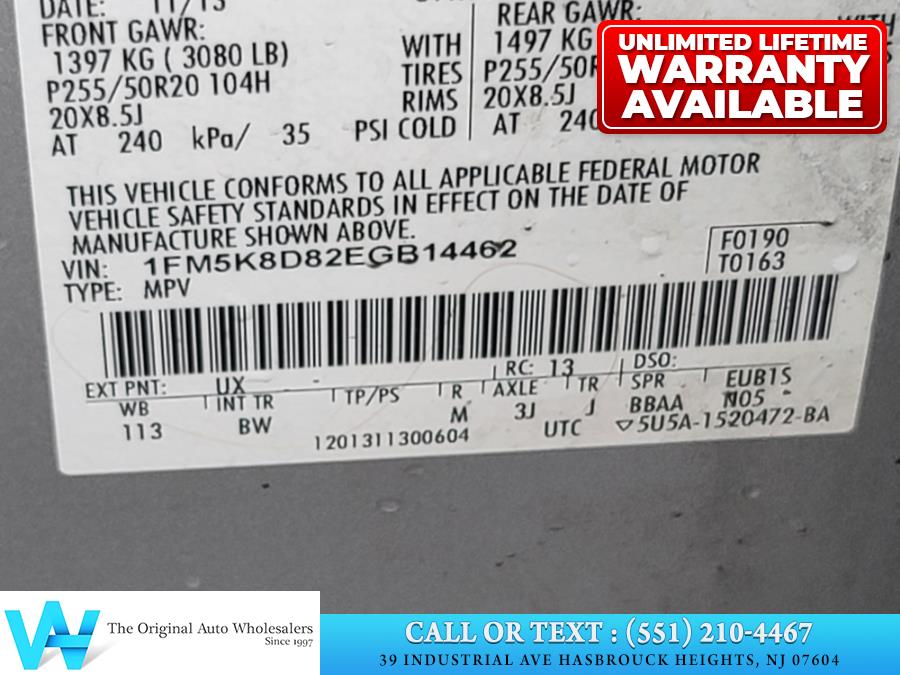 DATE: 11/13
FRONT GAWR:
1397 KG ( 3080 LB)
P255/50R20 104H
20X8.5J
AT 240 kPa/ 35 PSI COLD
WITH
TIRES
RIMS
REAR GAWR:
1497 KG
P255/50R
20X8.5J
AT 240
WITH
UNLIMITED LIFETIME
WARRANTY
AVAILABLE
THIS VEHICLE CONFORMS TO ALL APPLICABLE FEDERAL MOTOR
VEHICLE SAFETY STANDARDS IN EFFECT ON THE DATE OF
MANUFACTURE SHOWN ABOVE.
VIN: 1FM5K8D82EGB14462
TYPE: MPV
F0190
T0163
EXT PNT: UX RC: 13 DSO:
WB INT TR TP/PS R AXLE TR SPR EUB1S
113 BW M 3J J BBAA N05
1201311300604 UTC ▽5U5A-1520472-BA
The Original Auto Wholesalers
Since 1997
CALL OR TEXT : (551) 210-4467
39 INDUSTRIAL AVE HASBROUCK HEIGHTS, NJ 07604